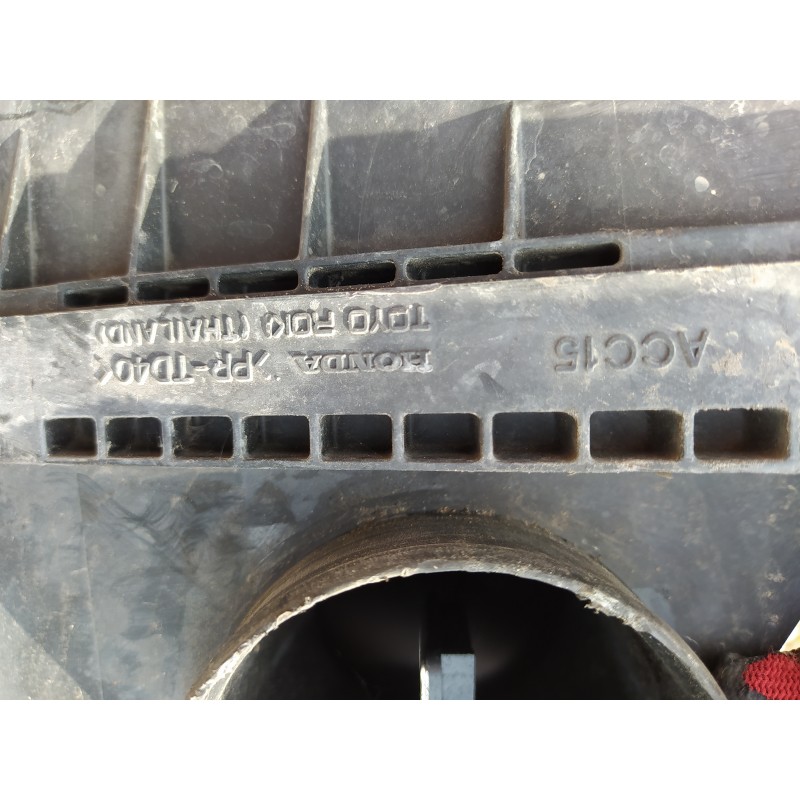 ACC15
HONDA >PP-TD40<
TOYO ROKI (THAILAND)